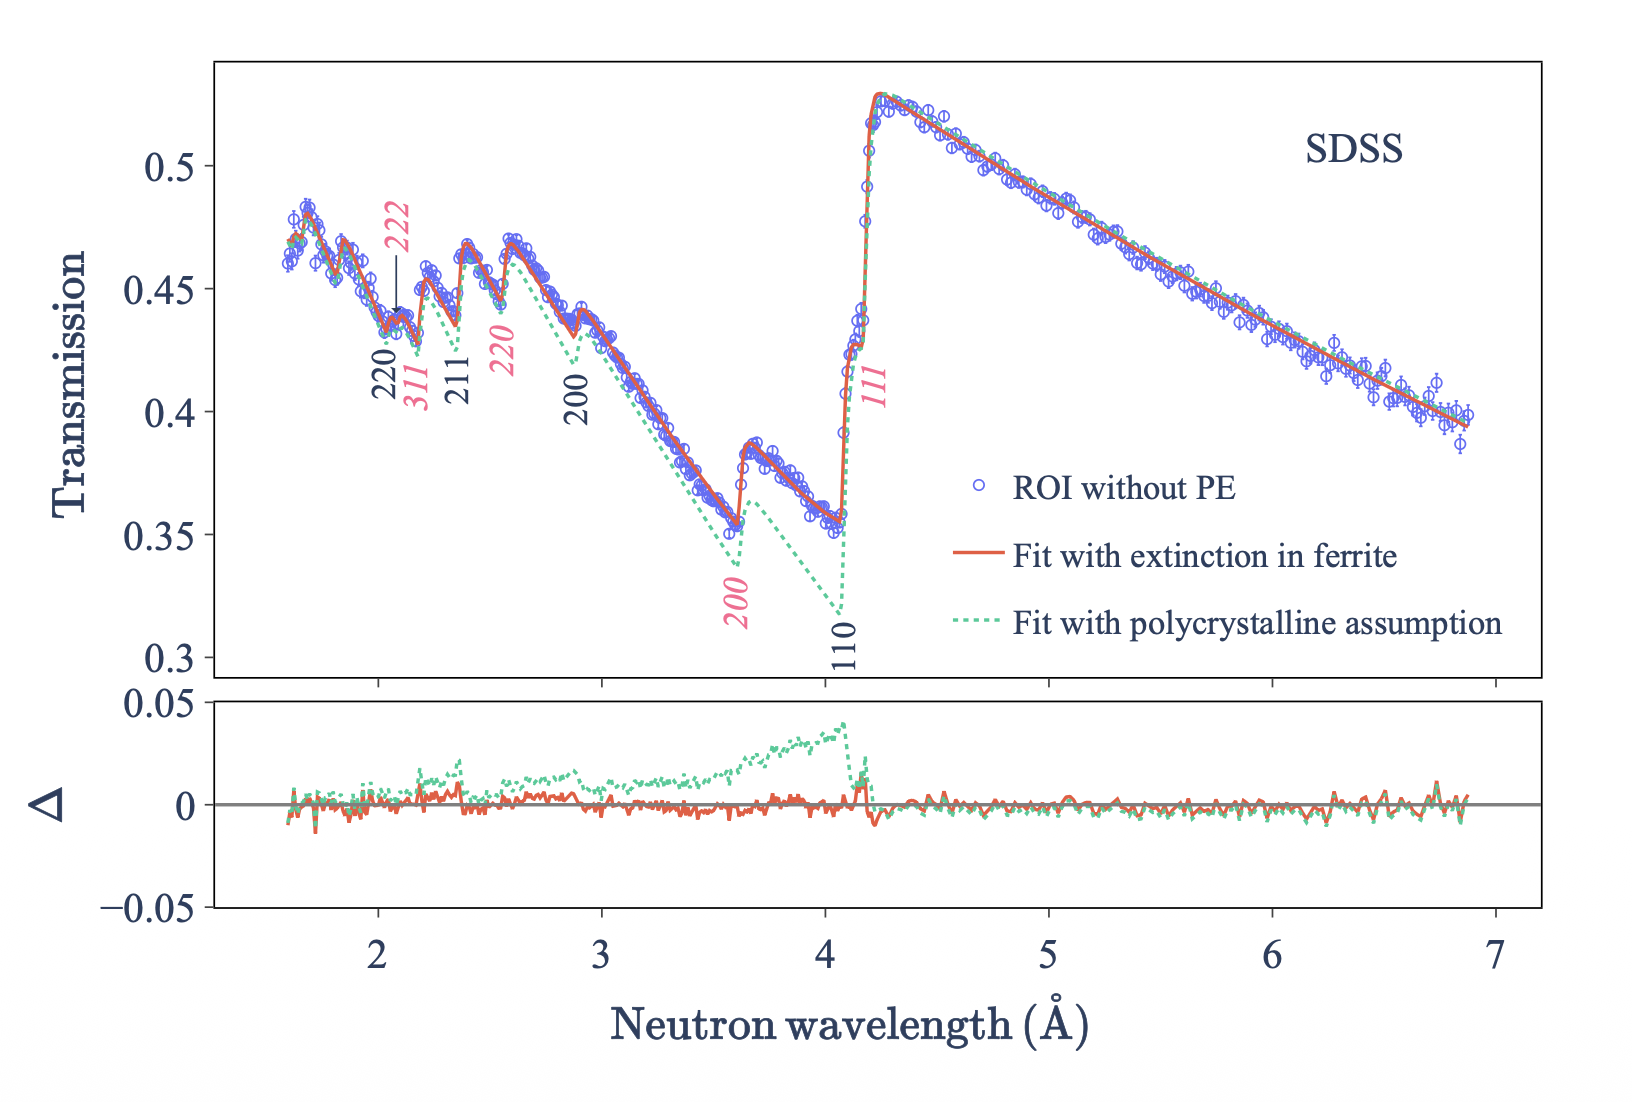 SDSS
0.5
0.45
0.4
0.35
0.3
Transmission
222
220
311
211
220
200
200
110
111
ROI without PE
Fit with extinction in ferrite
Fit with polycrystalline assumption
0.05
0
−0.05
Δ
2 3 4 5 6 7
Neutron wavelength (Å)